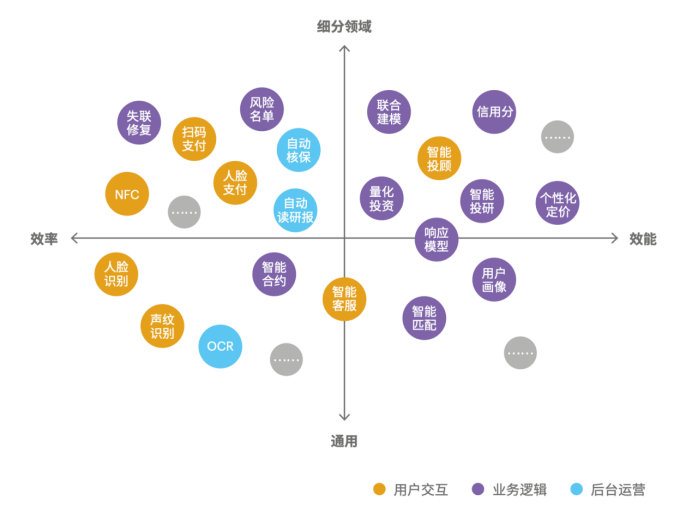 细分领域
风险
名单
失联
修复
扫码
支付
自动
核保
联合
建模
信用分
……
人脸
支付
智能
投顾
NFC
……
自动
读研报
量化
投资
智能
投研
个性化
定价
效率
响应
模型
效能
人脸
识别
智能
合约
智能
客服
用户
画像
声纹
识别
OCR
……
智能
匹配
……
通用
用户交互
业务逻辑
后台运营